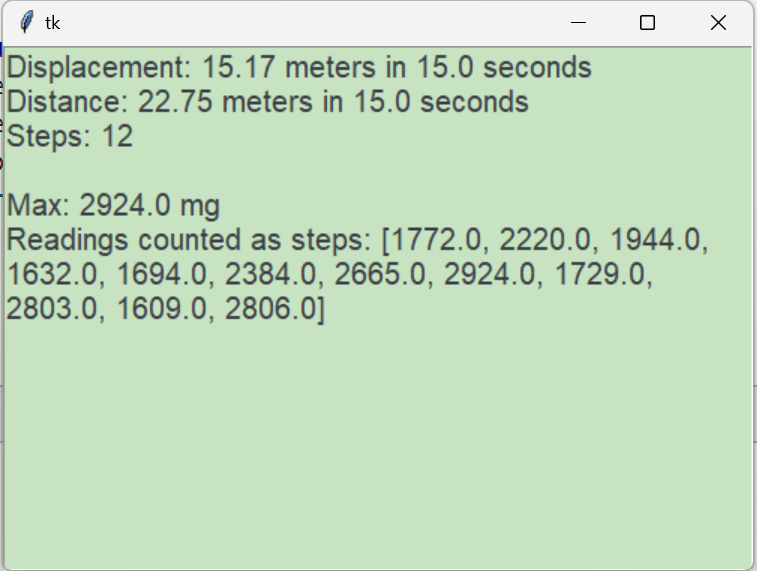 tk
Displacement: 15.17 meters in 15.0 seconds
Distance: 22.75 meters in 15.0 seconds
Steps: 12
Max: 2924.0 mg
Readings counted as steps: [1772.0, 2220.0, 1944.0,
1632.0, 1694.0, 2384.0, 2665.0, 2924.0, 1729.0,
2803.0, 1609.0, 2806.0]